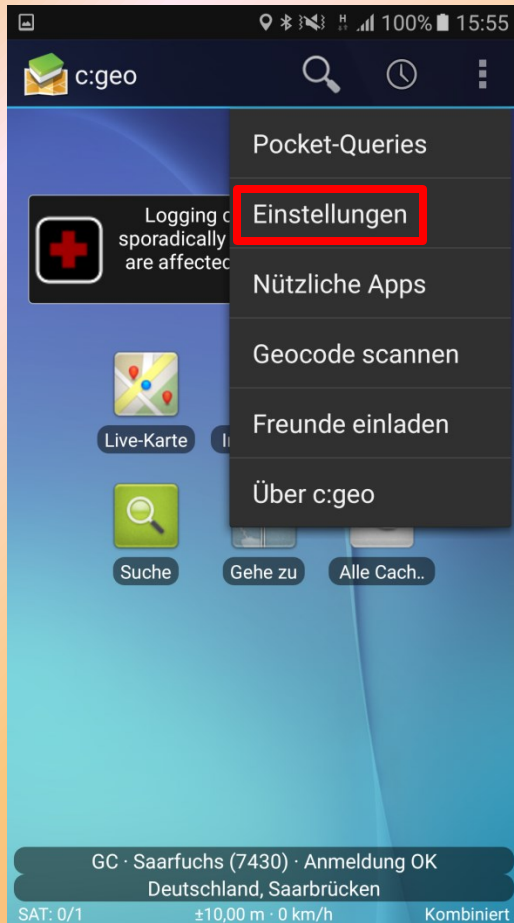 100% 15:55
c:geo
Pocket-Queries
Einstellungen
Nützliche Apps
Geocode scannen
Freunde einladen
Über c:geo
Logging
sporadically
are affected
Live-Karte
Suche
Gehe zu
Alle Cach..
GC · Saarfuchs (7430) · Anmeldung OK
Deutschland, Saarbrücken
SAT: 0/1 ±10,00 m · 0 km/h Kombiniert